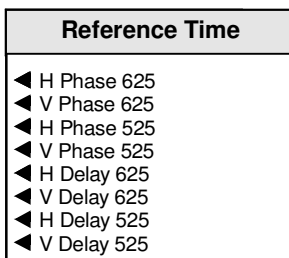 Reference Time
◀ H Phase 625
◀ V Phase 625
◀ H Phase 525
◀ V Phase 525
◀ H Delay 625
◀ V Delay 625
◀ H Delay 525
◀ V Delay 525